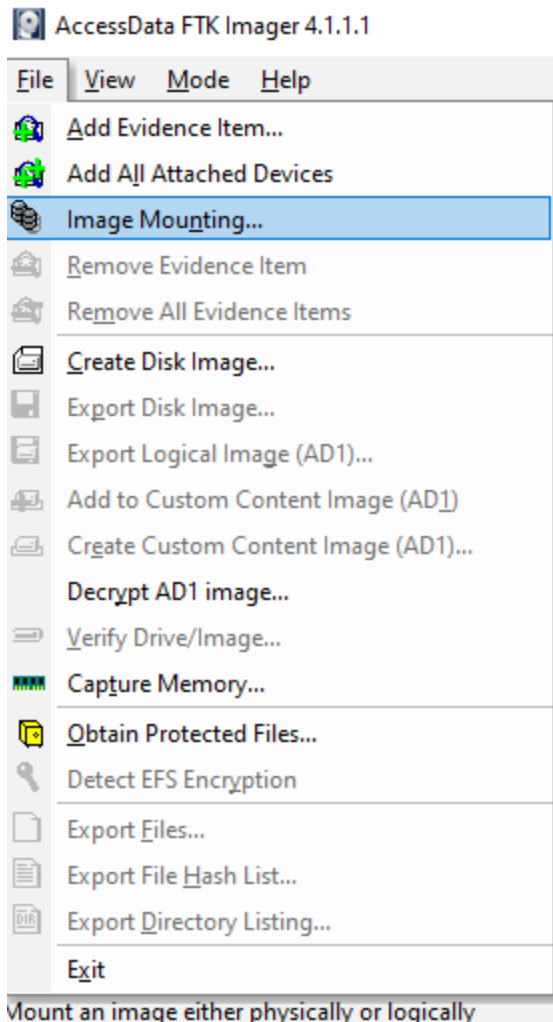 AccessData FTK Imager 4.1.1.1
File View Mode Help
Add Evidence Item...
Add All Attached Devices
Image Mounting...
Remove Evidence Item
Remove All Evidence Items
Create Disk Image...
Export Disk Image...
Export Logical Image (AD1)...
Add to Custom Content Image (AD1)
Create Custom Content Image (AD1)...
Decrypt AD1 image...
Verify Drive/Image...
Capture Memory...
Obtain Protected Files...
Detect EFS Encryption
Export Files...
Export File Hash List...
DIR Export Directory Listing...
Exit
Mount an image either physically or logically